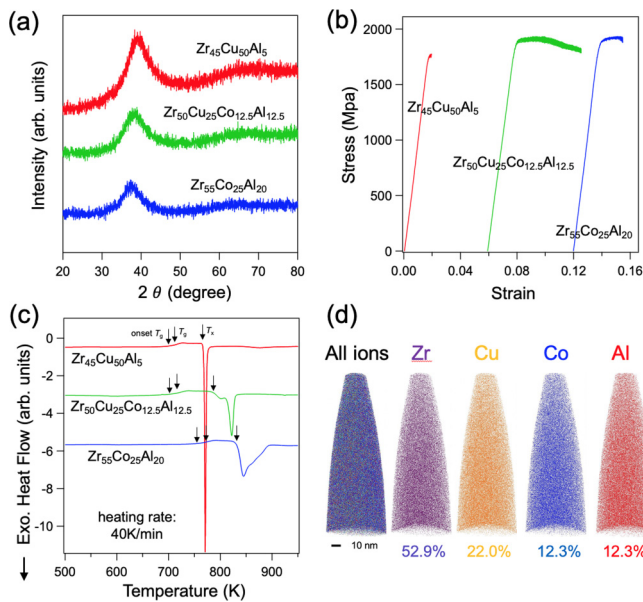 (a)
Intensity (arb. units)
Zr45Cu50Al5
Zr50Cu25Co12.5Al12.5
Zr55Co25Al20
20 30 40 50 60 70 80
2 θ (degree)
(b)
Stress (Mpa)
2000
1500
1000
500
0
Zr45Cu50Al5
Zr50Cu25Co12.5Al12.5
Zr55Co25Al20
0.00 0.04 0.08 0.12 0.16
Strain
(c)
Exo. Heat Flow (arb. units)
0
-2
-4
-6
-8
-10
onset Tg Tg Tx
Zr45Cu50Al5
Zr50Cu25Co12.5Al12.5
Zr55Co25Al20
heating rate:
40K/min
500 600 700 800 900
Temperature (K)
(d)
All ions Zr Cu Co Al
10 nm
52.9% 22.0% 12.3% 12.3%